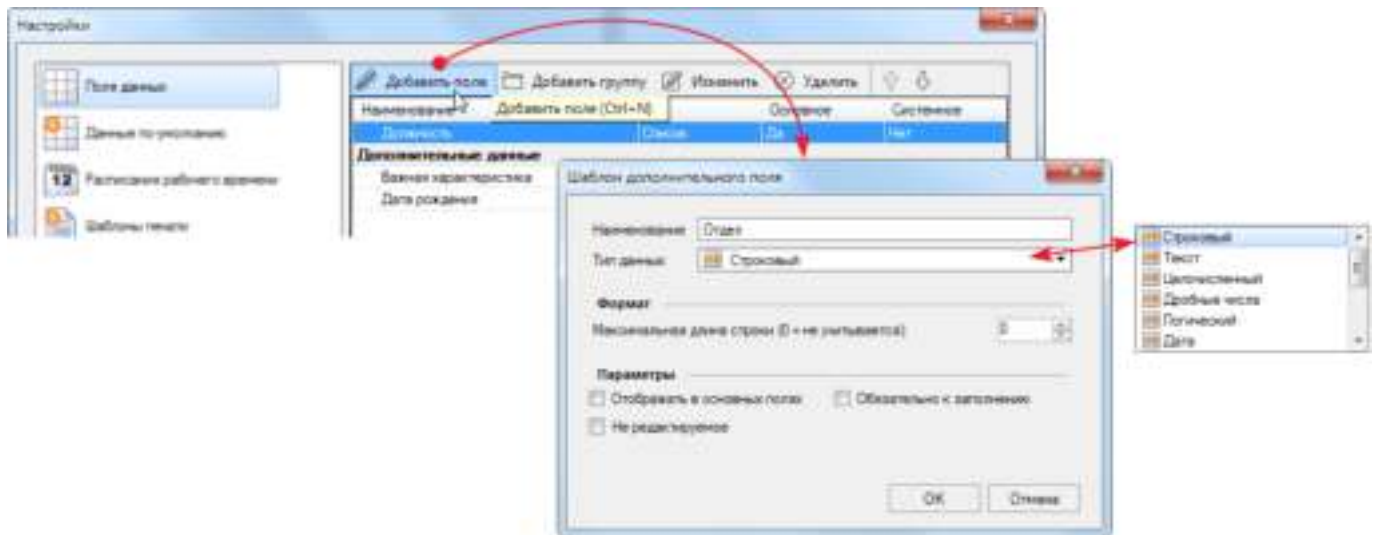 Настройки
Поля данных
Данные по-умолчанию
12 Расписания рабочего времени
Шаблоны печати
Добавить поле Добавить группу Изменить Удалить
Наименование Основное Системное
Добавить поле (Ctrl+N)
Должность Список Да Нет
Дополнительные данные
Важная характеристика
Дата рождения
Шаблон дополнительного поля
Наименование Отдел
Тип данных Строковый
Формат
Максимальная длина строки (0 - не учитывается) 0
Параметры
Отображать в основных полях Обязательно к заполнению
Не редактируемое
OK Отмена
Строковый
Текст
Целочисленный
Дробные числа
Логический
Дата